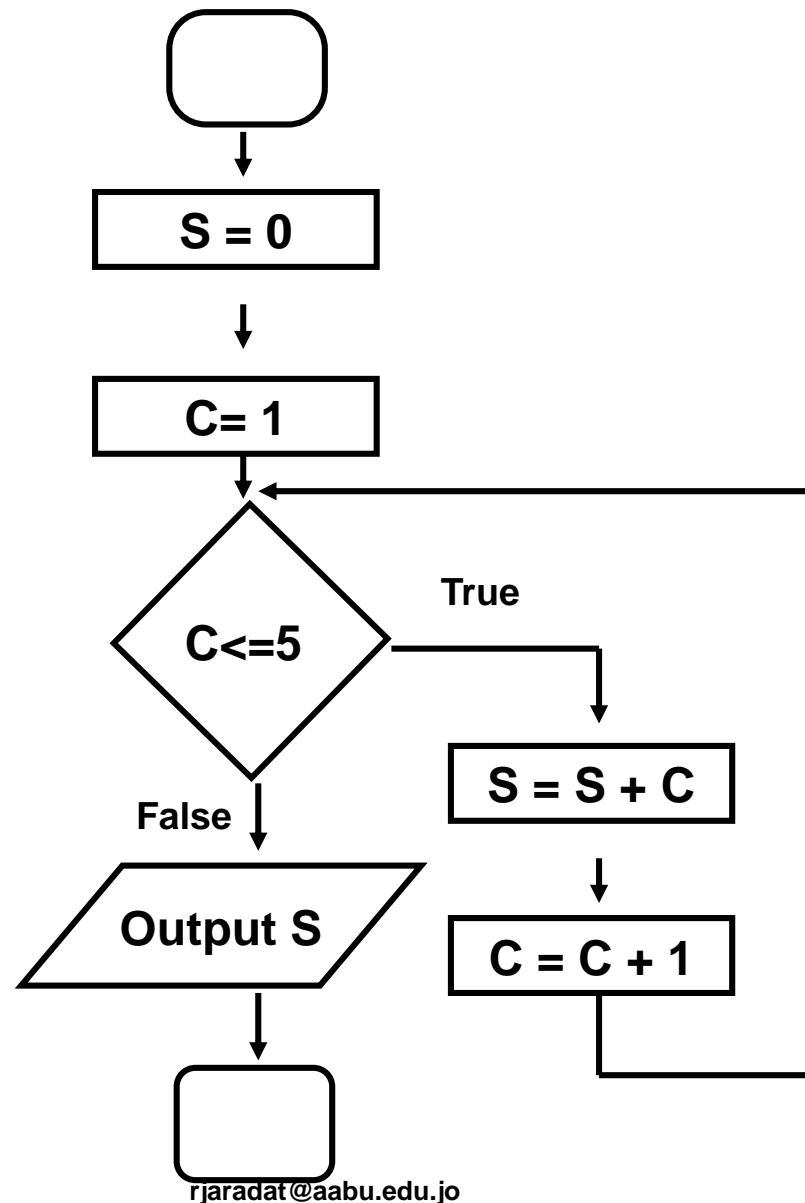 S = 0
C= 1
C<=5
True
S = S + C
C = C + 1
False
Output S
rjaradat@aabu.edu.jo